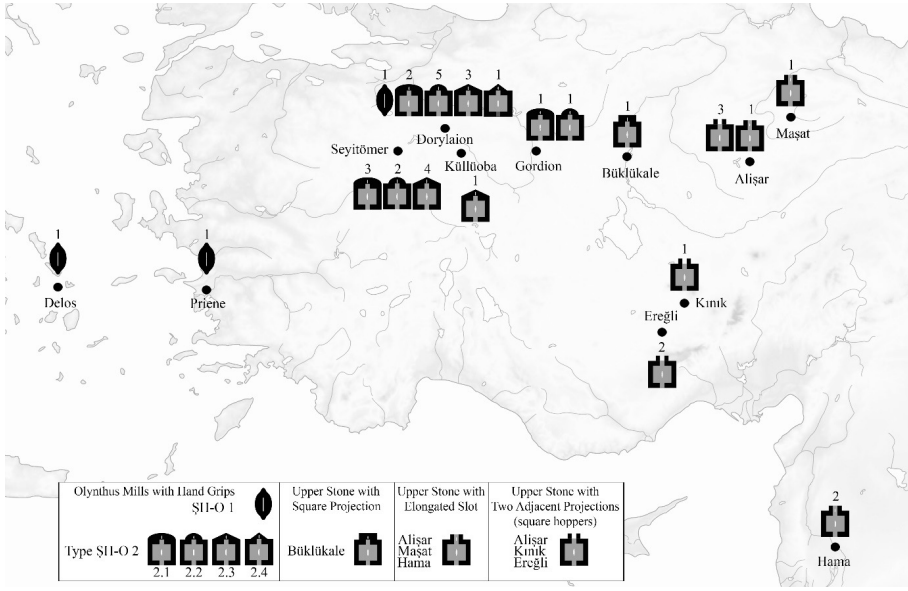 1 2 5 3 1
1
1 1
1
3 1
Maşat
Dorylaion
Seyitömer
Küllüoba
Gordion
Büklükale
Alişar
3 2 4
1
1
1
1
Delos
Priene
Kınık
Ereğli
2
Olynthus Mills with Hand Grips
ŞH-O 1
Type ŞH-O 2
2.1 2.2 2.3 2.4
Upper Stone with
Square Projection
Büklükale
Upper Stone with
Elongated Slot
Alişar
Maşat
Hama
Upper Stone with
Two Adjacent Projections
(square hoppers)
Alişar
Kınık
Ereğli
2
Hama